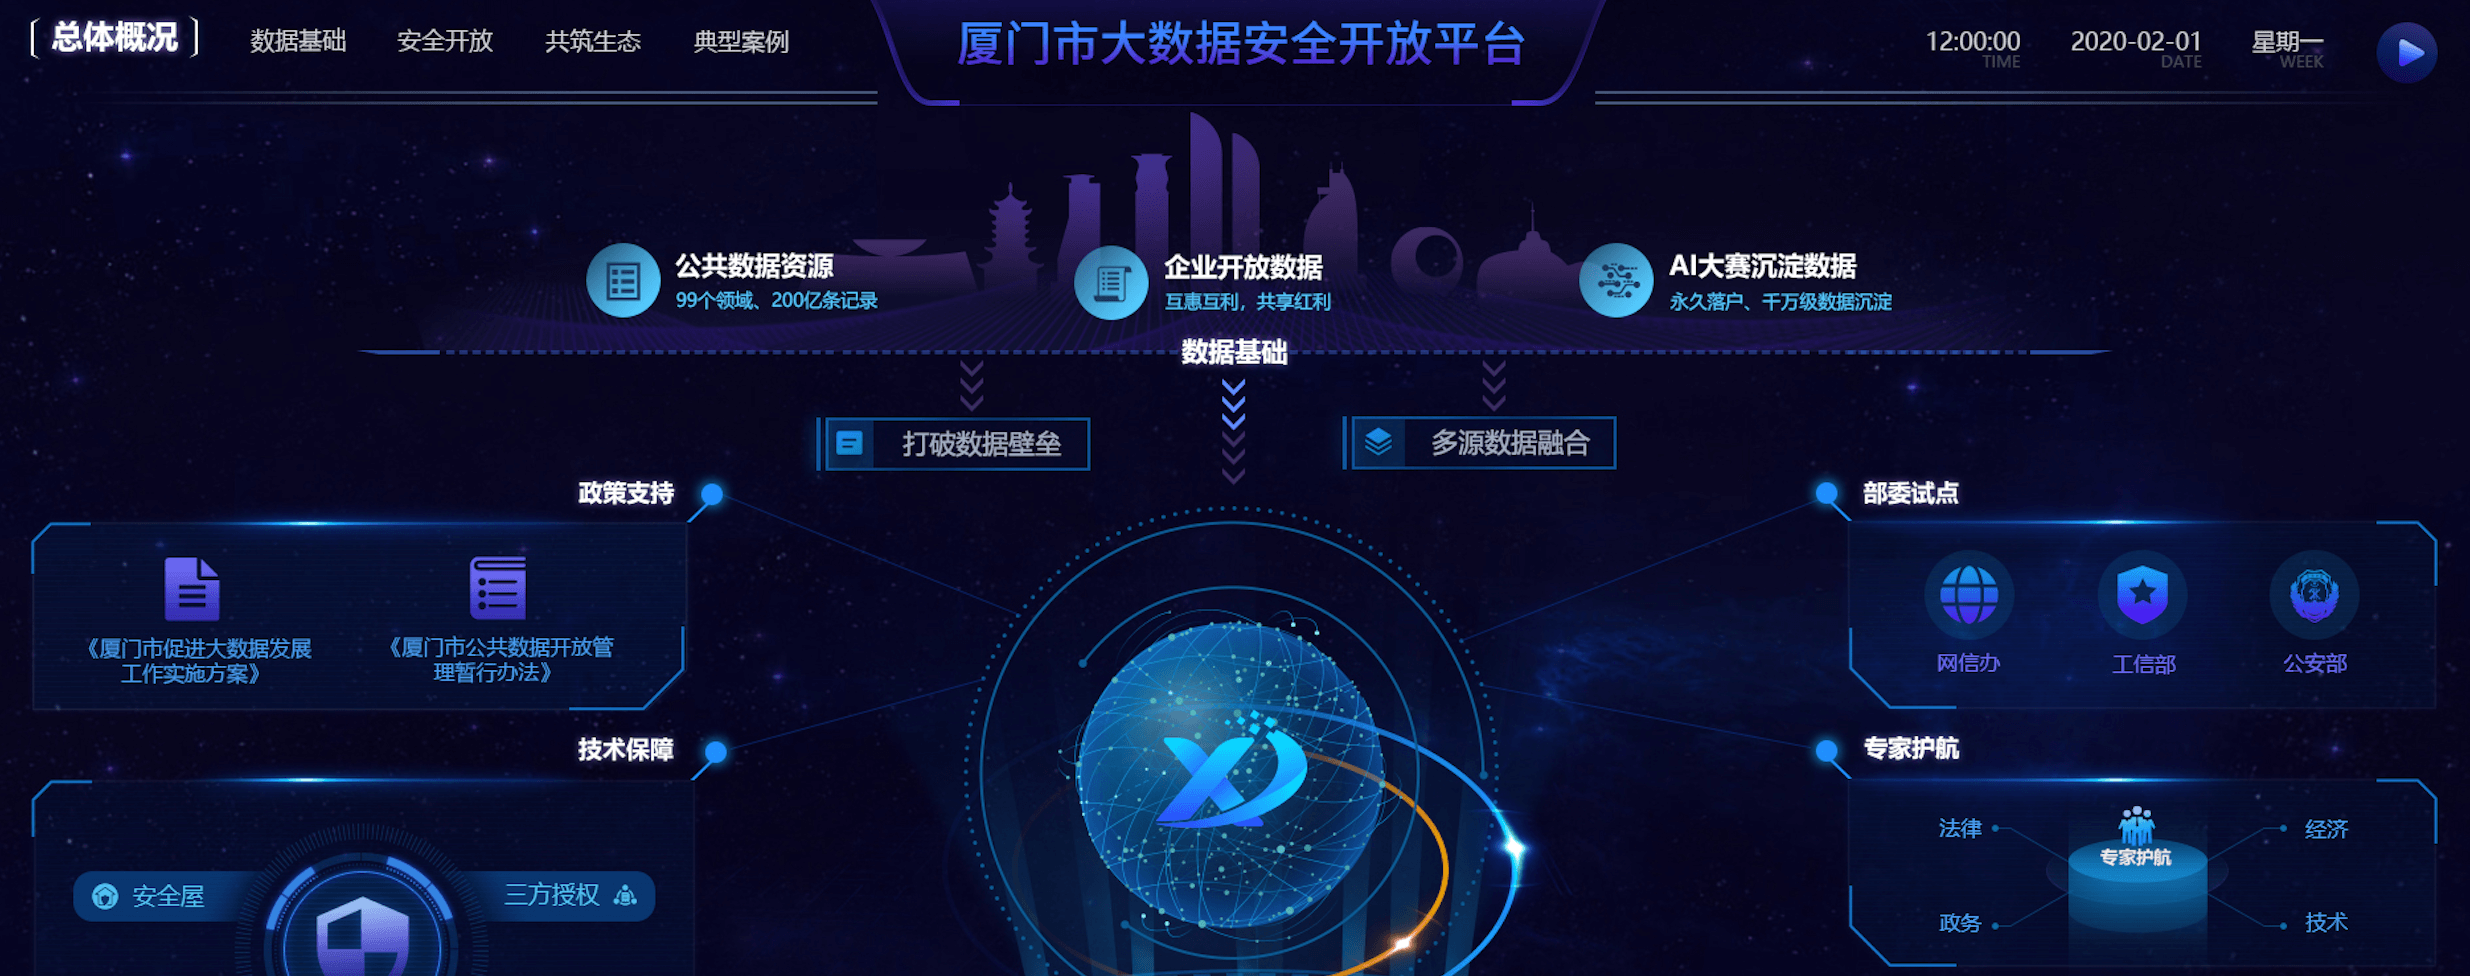 总体概况
数据基础
安全开放
共筑生态
典型案例
厦门市大数据安全开放平台
12:00:00
TIME
2020-02-01
DATE
星期一
WEEK
公共数据资源
99个领域、200亿条记录
企业开放数据
互惠互利，共享红利
AI大赛沉淀数据
永久落户、千万级数据沉淀
数据基础
打破数据壁垒
多源数据融合
政策支持
《厦门市促进大数据发展
工作实施方案》
《厦门市公共数据开放管
理暂行办法》
部委试点
网信办
工信部
公安部
技术保障
安全屋
三方授权
专家护航
法律
经济
专家护航
政务
技术